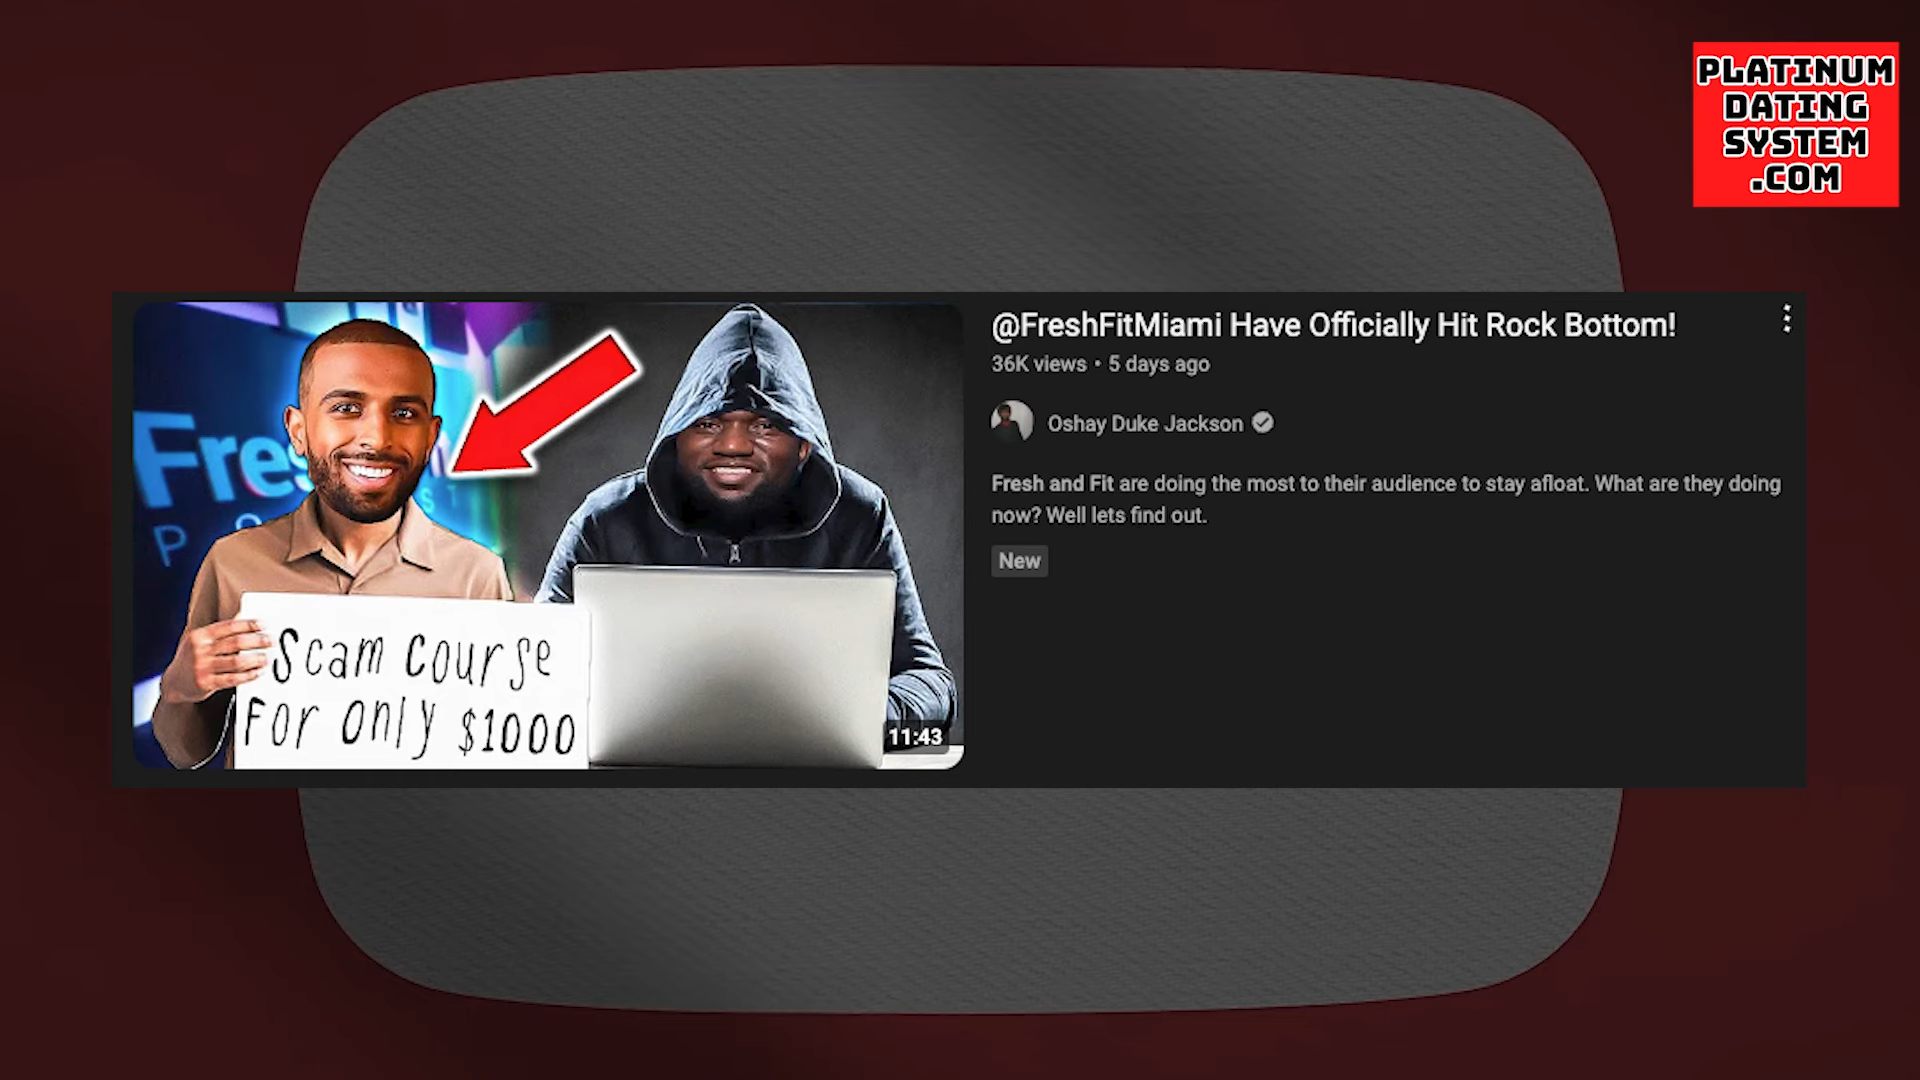 PLATINUM
DATING
SYSTEM
.COM
@FreshFitMiami Have Officially Hit Rock Bottom!
36K views • 5 days ago
Oshay Duke Jackson
Fresh and Fit are doing the most to their audience to stay afloat. What are they doing
now? Well lets find out.
New
Fres
Scam Course
For only $1000
11:43